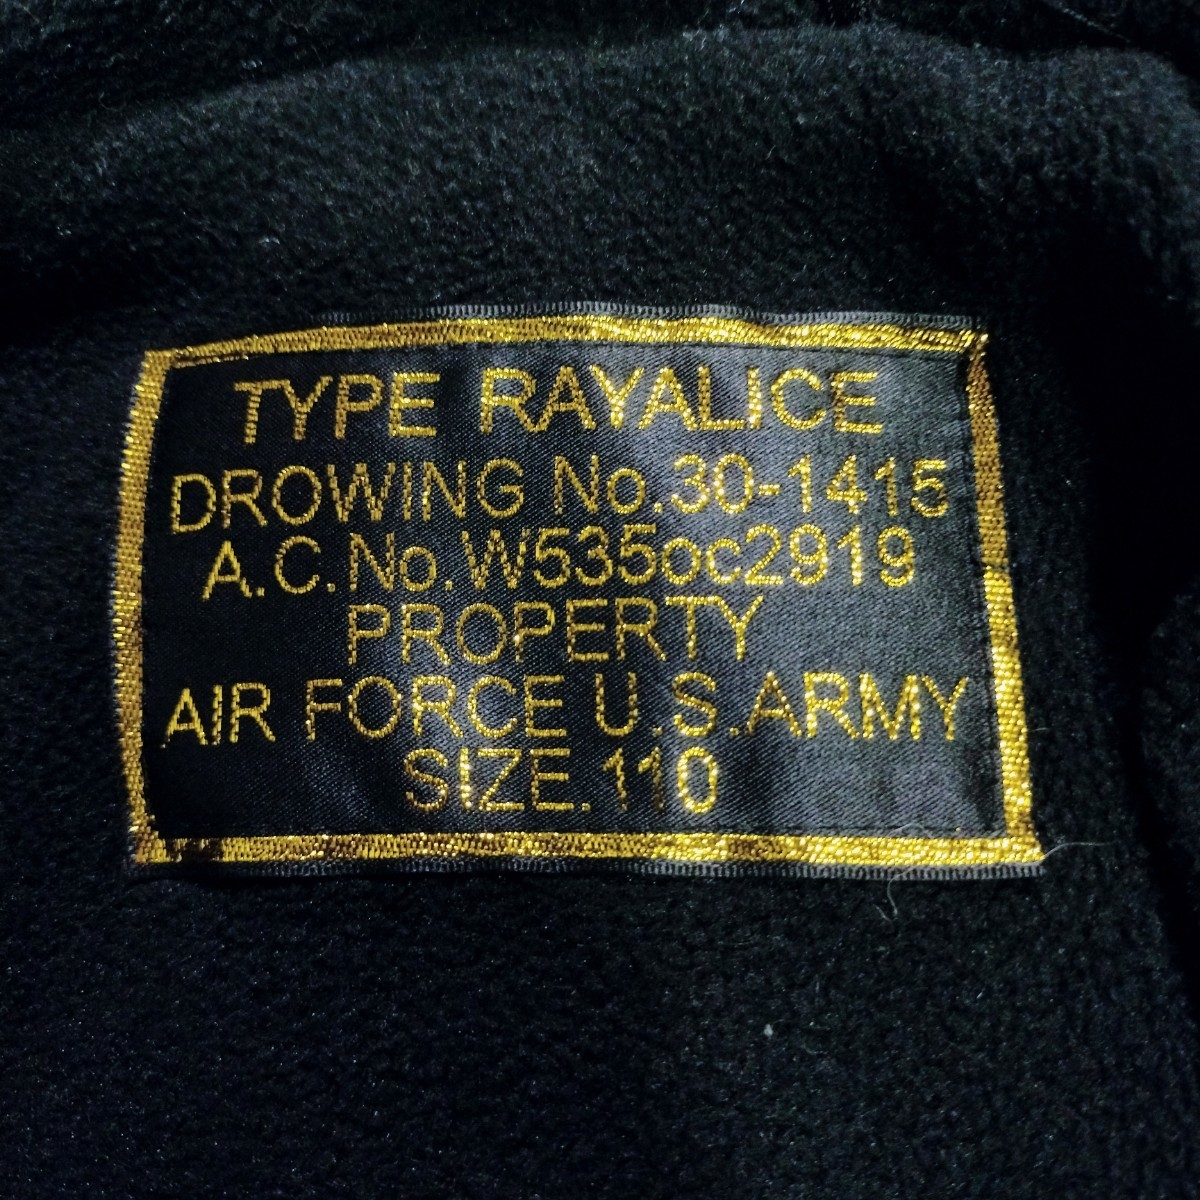 TYPE RAYALICE
DROWING No.30-1415
A.C.No.W535oc2919
PROPERTY
AIR FORCE U.S.ARMY
SIZE.110